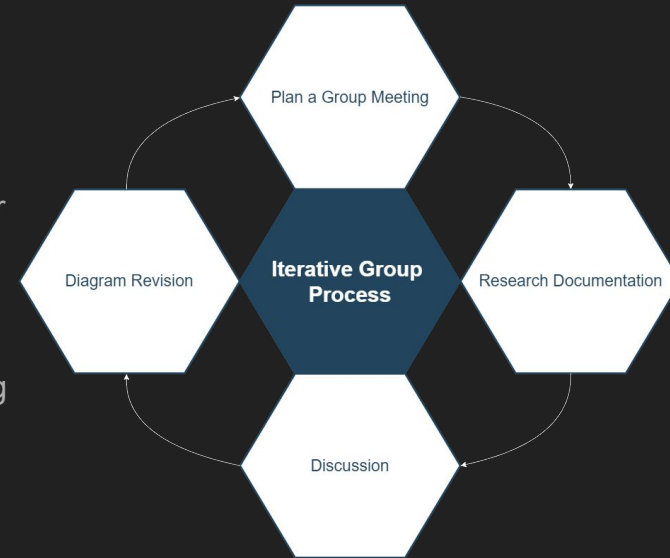 Plan a Group Meeting
r
Diagram Revision
Iterative Group
Process
Research Documentation
g
Discussion